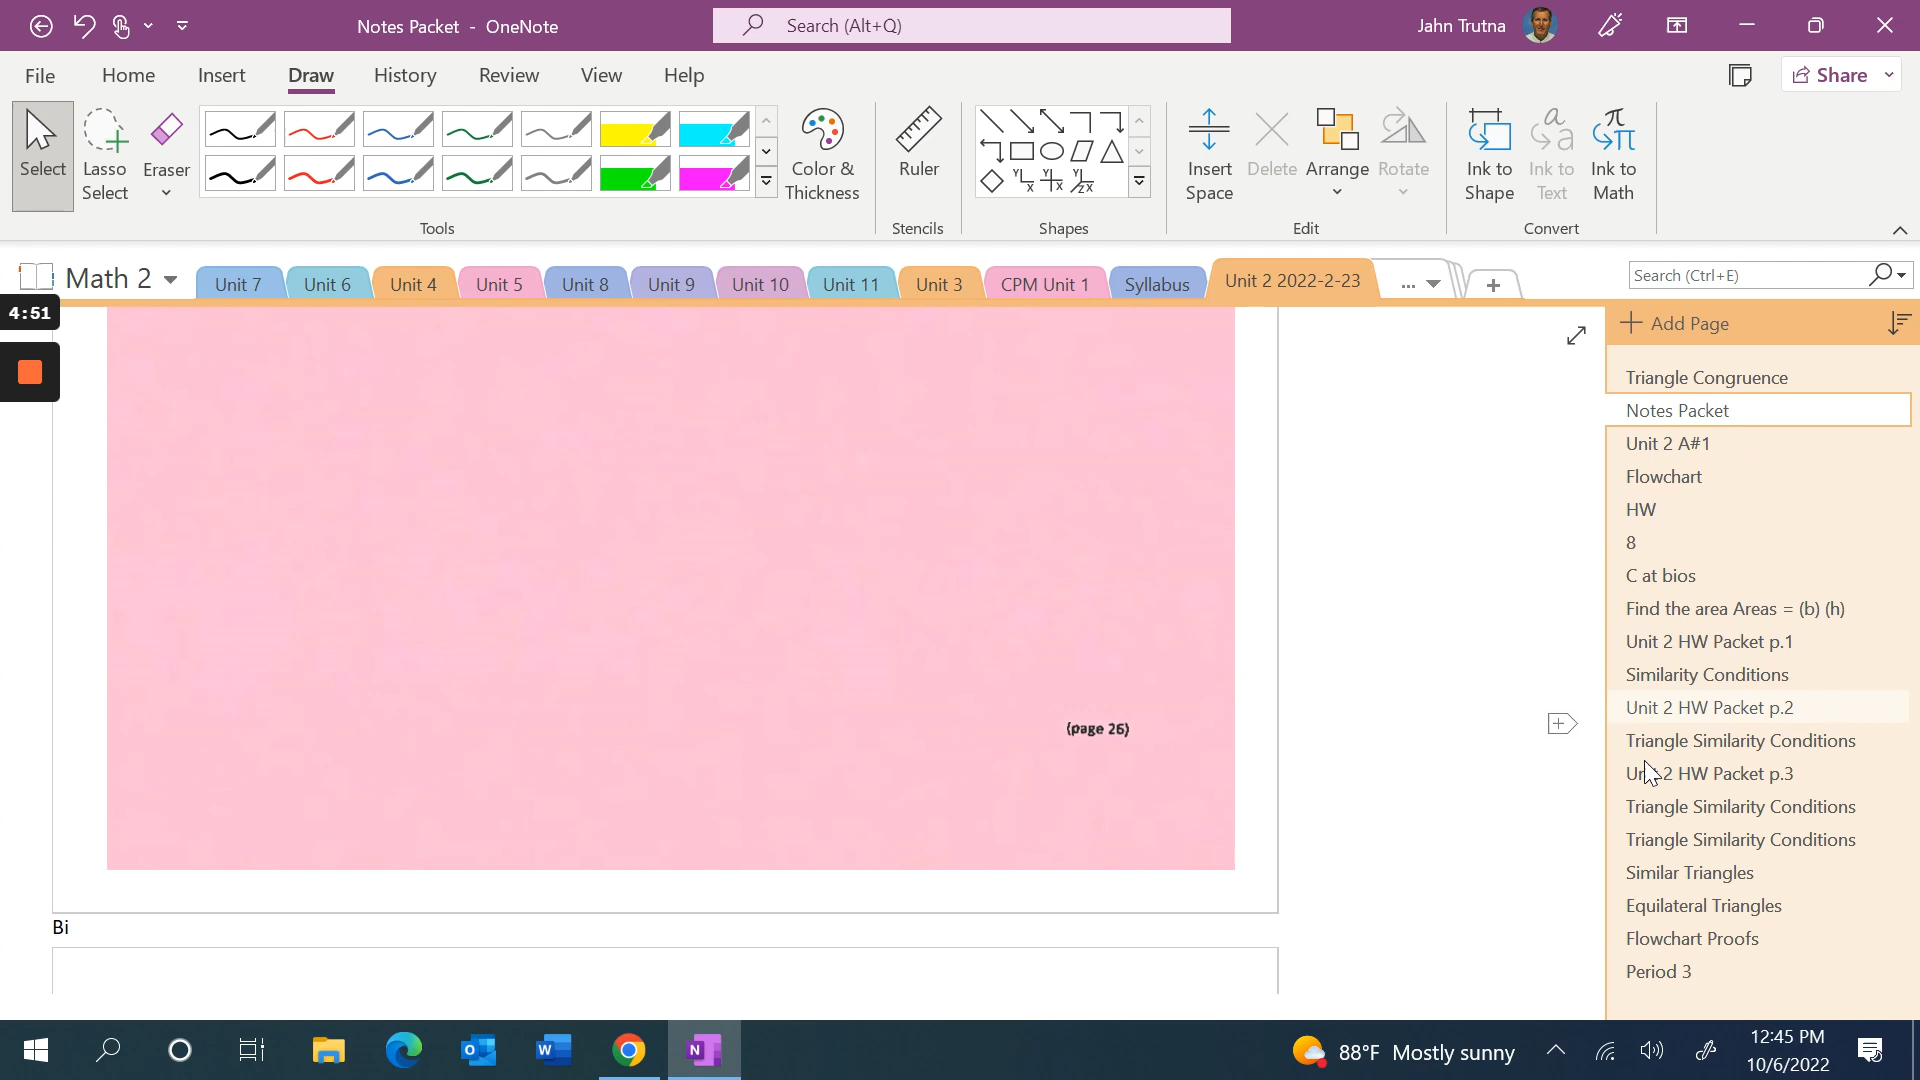 Notes Packet - OneNote
Search (Alt+Q)
Jahn Trutna
File Home Insert Draw History Review View Help
Share
Select
Lasso Select
Eraser
Color & Thickness
Ruler
Insert Space
Delete
Arrange
Rotate
Ink to Shape
Ink to Text
Ink to Math
Tools Stencils Shapes Edit Convert
Math 2 Unit 7 Unit 6 Unit 4 Unit 5 Unit 8 Unit 9 Unit 10 Unit 11 Unit 3 CPM Unit 1 Syllabus Unit 2 2022-2-23 ...
Search (Ctrl+E)
4:51
Add Page
Triangle Congruence
Notes Packet
Unit 2 A#1
Flowchart
HW
8
C at bios
Find the area Areas = (b) (h)
Unit 2 HW Packet p.1
Similarity Conditions
Unit 2 HW Packet p.2
Triangle Similarity Conditions
Unit 2 HW Packet p.3
Triangle Similarity Conditions
Triangle Similarity Conditions
Similar Triangles
Equilateral Triangles
Flowchart Proofs
Period 3
(page 26)
Bi
88°F Mostly sunny
12:45 PM
10/6/2022